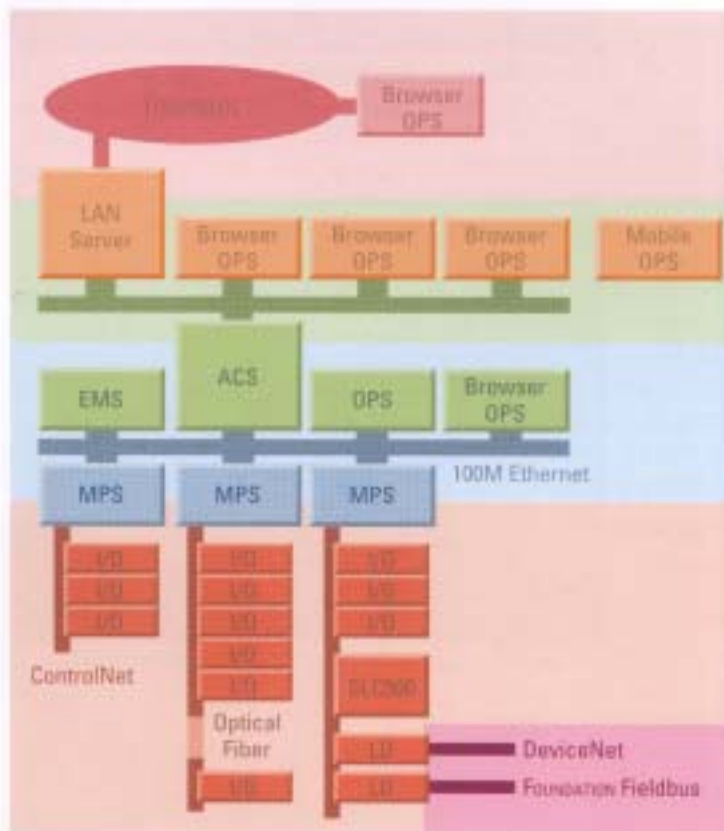 Browser
OPS
LAN
Server
Browser
OPS
Browser
OPS
Browser
OPS
Mobile
OPS
EMS
ACS
OPS
Browser
OPS
100M Ethernet
MPS
MPS
MPS
I/O
I/O
I/O
I/O
I/O
I/O
I/O
I/O
I/O
I/O
I/O
ControlNet
Optical
Fiber
I/O
DeviceNet
FOUNDATION Fieldbus